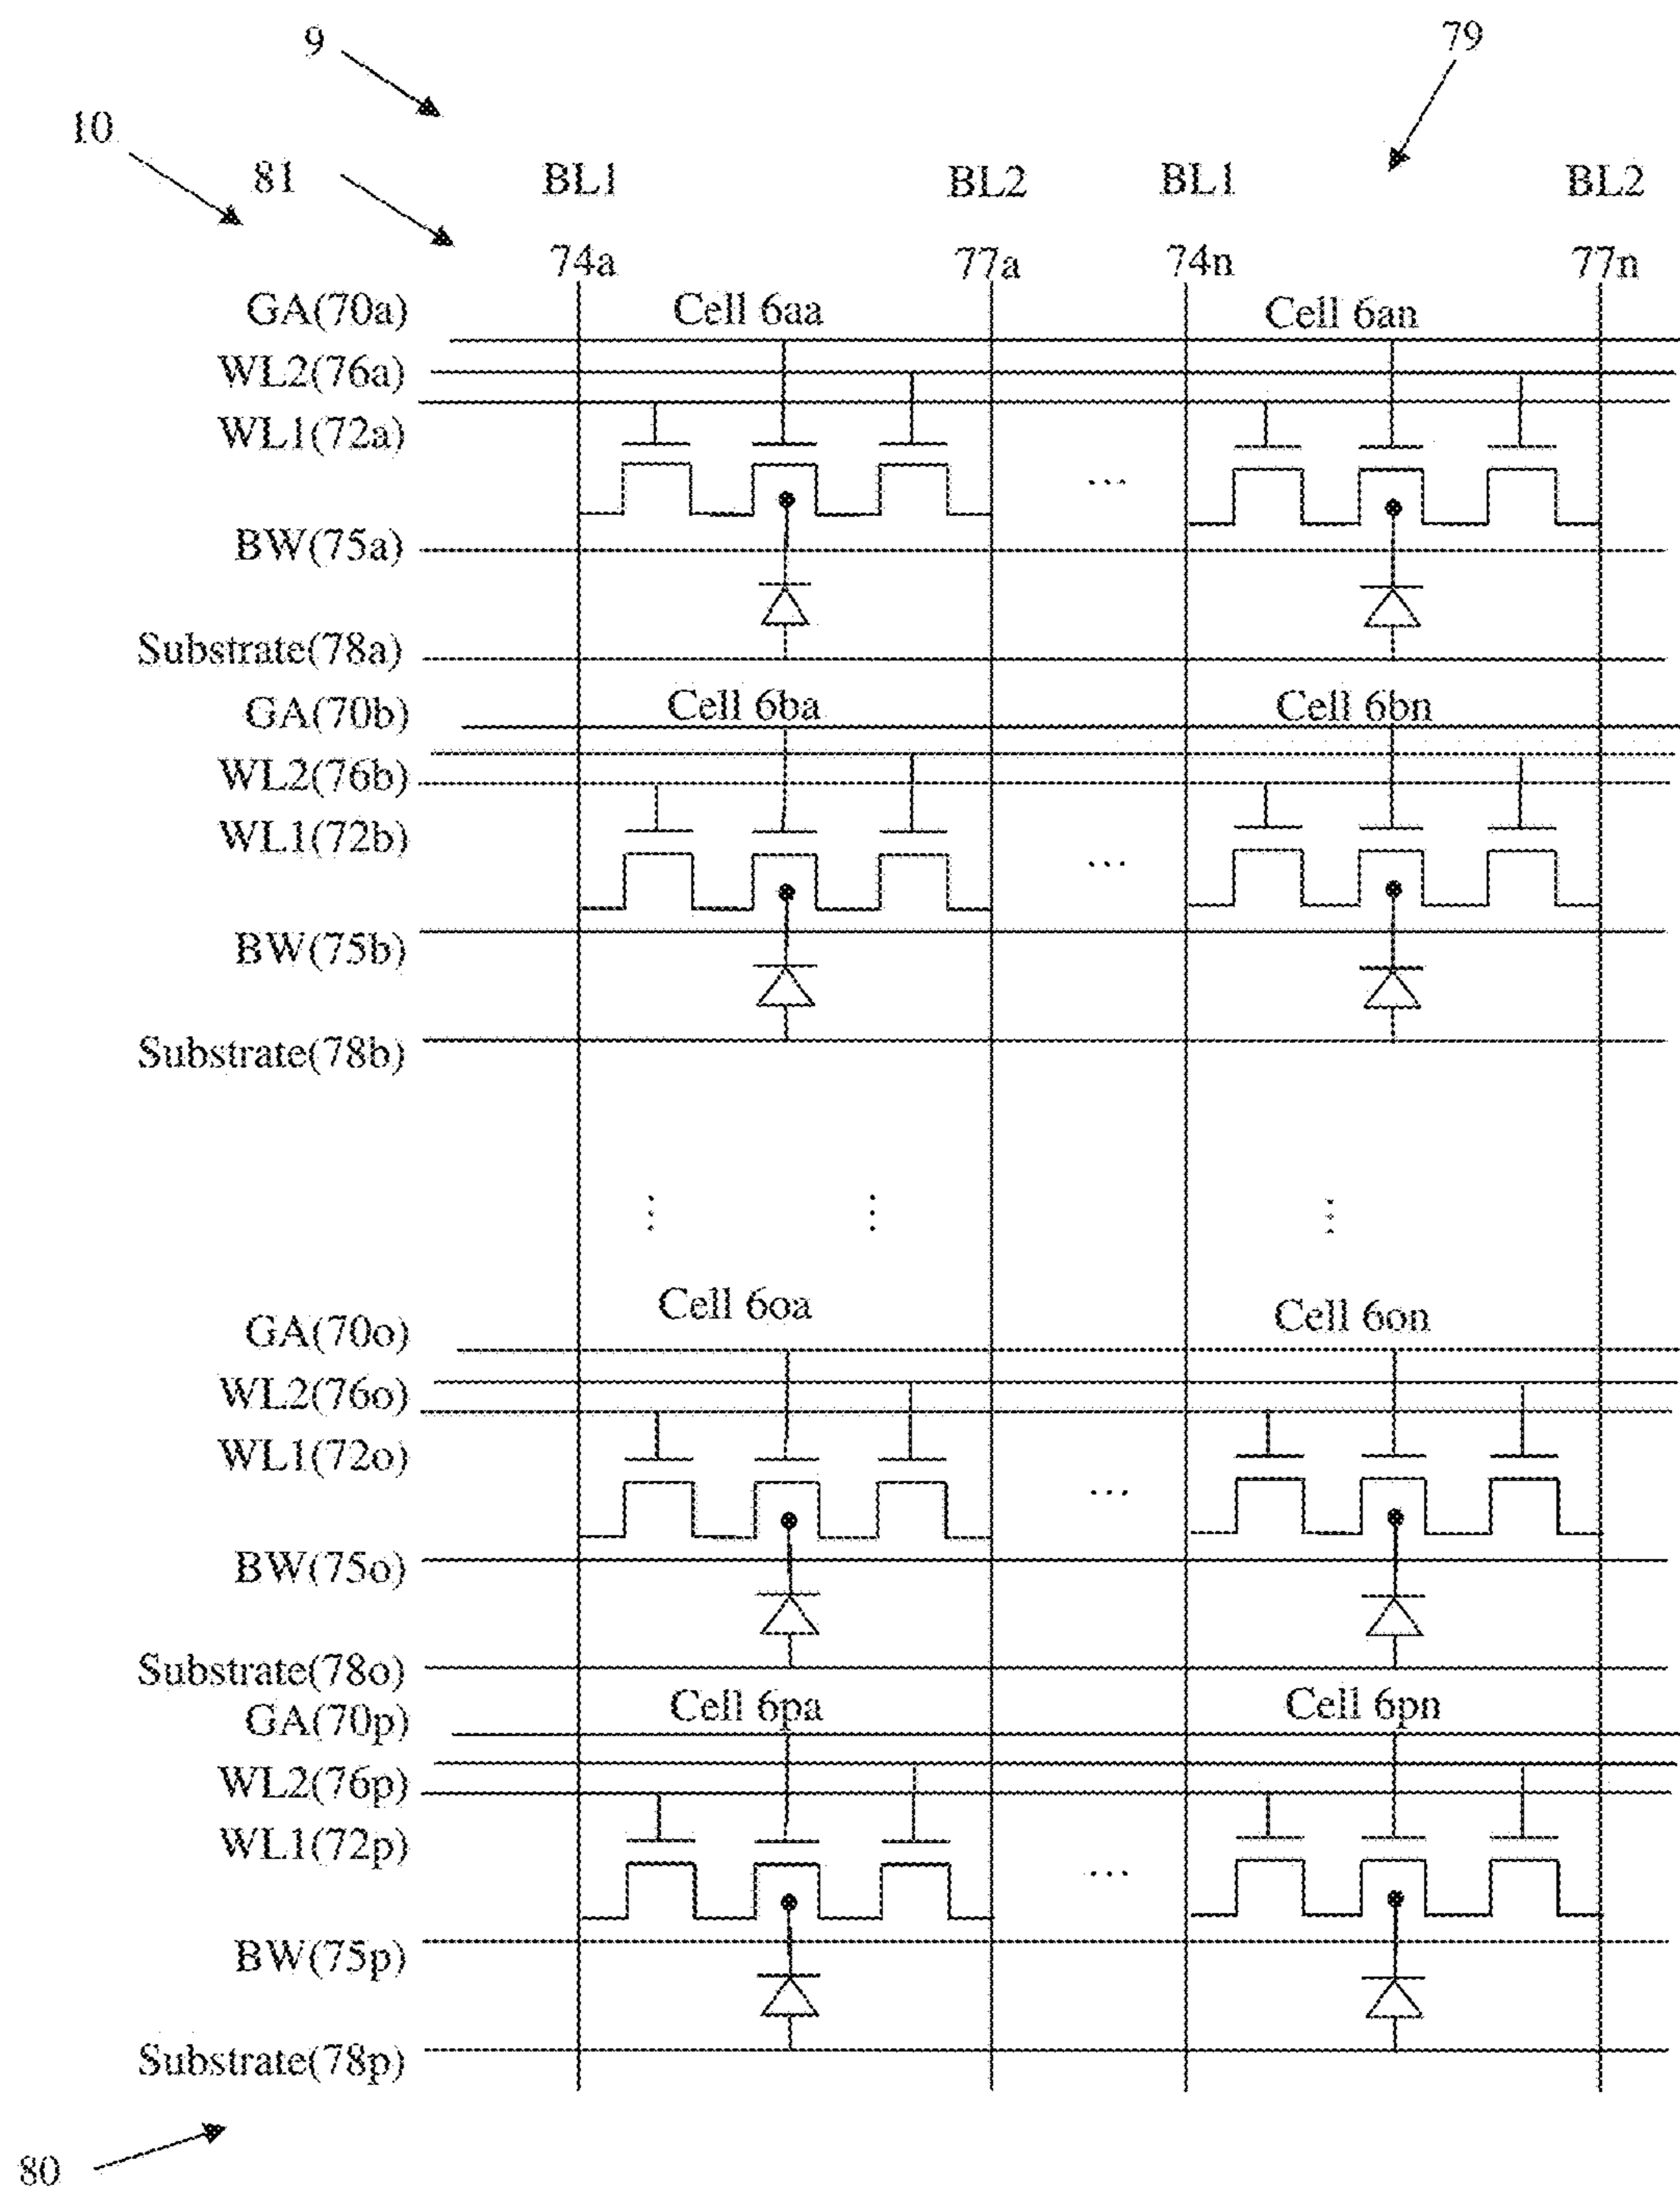 9 79
10
81 BL1 BL2 BL1 BL2
74a 77a 74n 77n
GA(70a) Cell 6aa Cell 6an
WL2(76a)
WL1(72a)
...  ...
BW(75a)
Substrate(78a)
GA(70b) Cell 6ba Cell 6bn
WL2(76b)
WL1(72b)
...
BW(75b)
Substrate(78b)
Cell 6oa Cell 6on
GA(70o)
WL2(76o)
WL1(72o)
...
BW(75o)
Substrate(78o)
GA(70p) Cell 6pa Cell 6pn
WL2(76p)
WL1(72p)
...
BW(75p)
Substrate(78p)
80